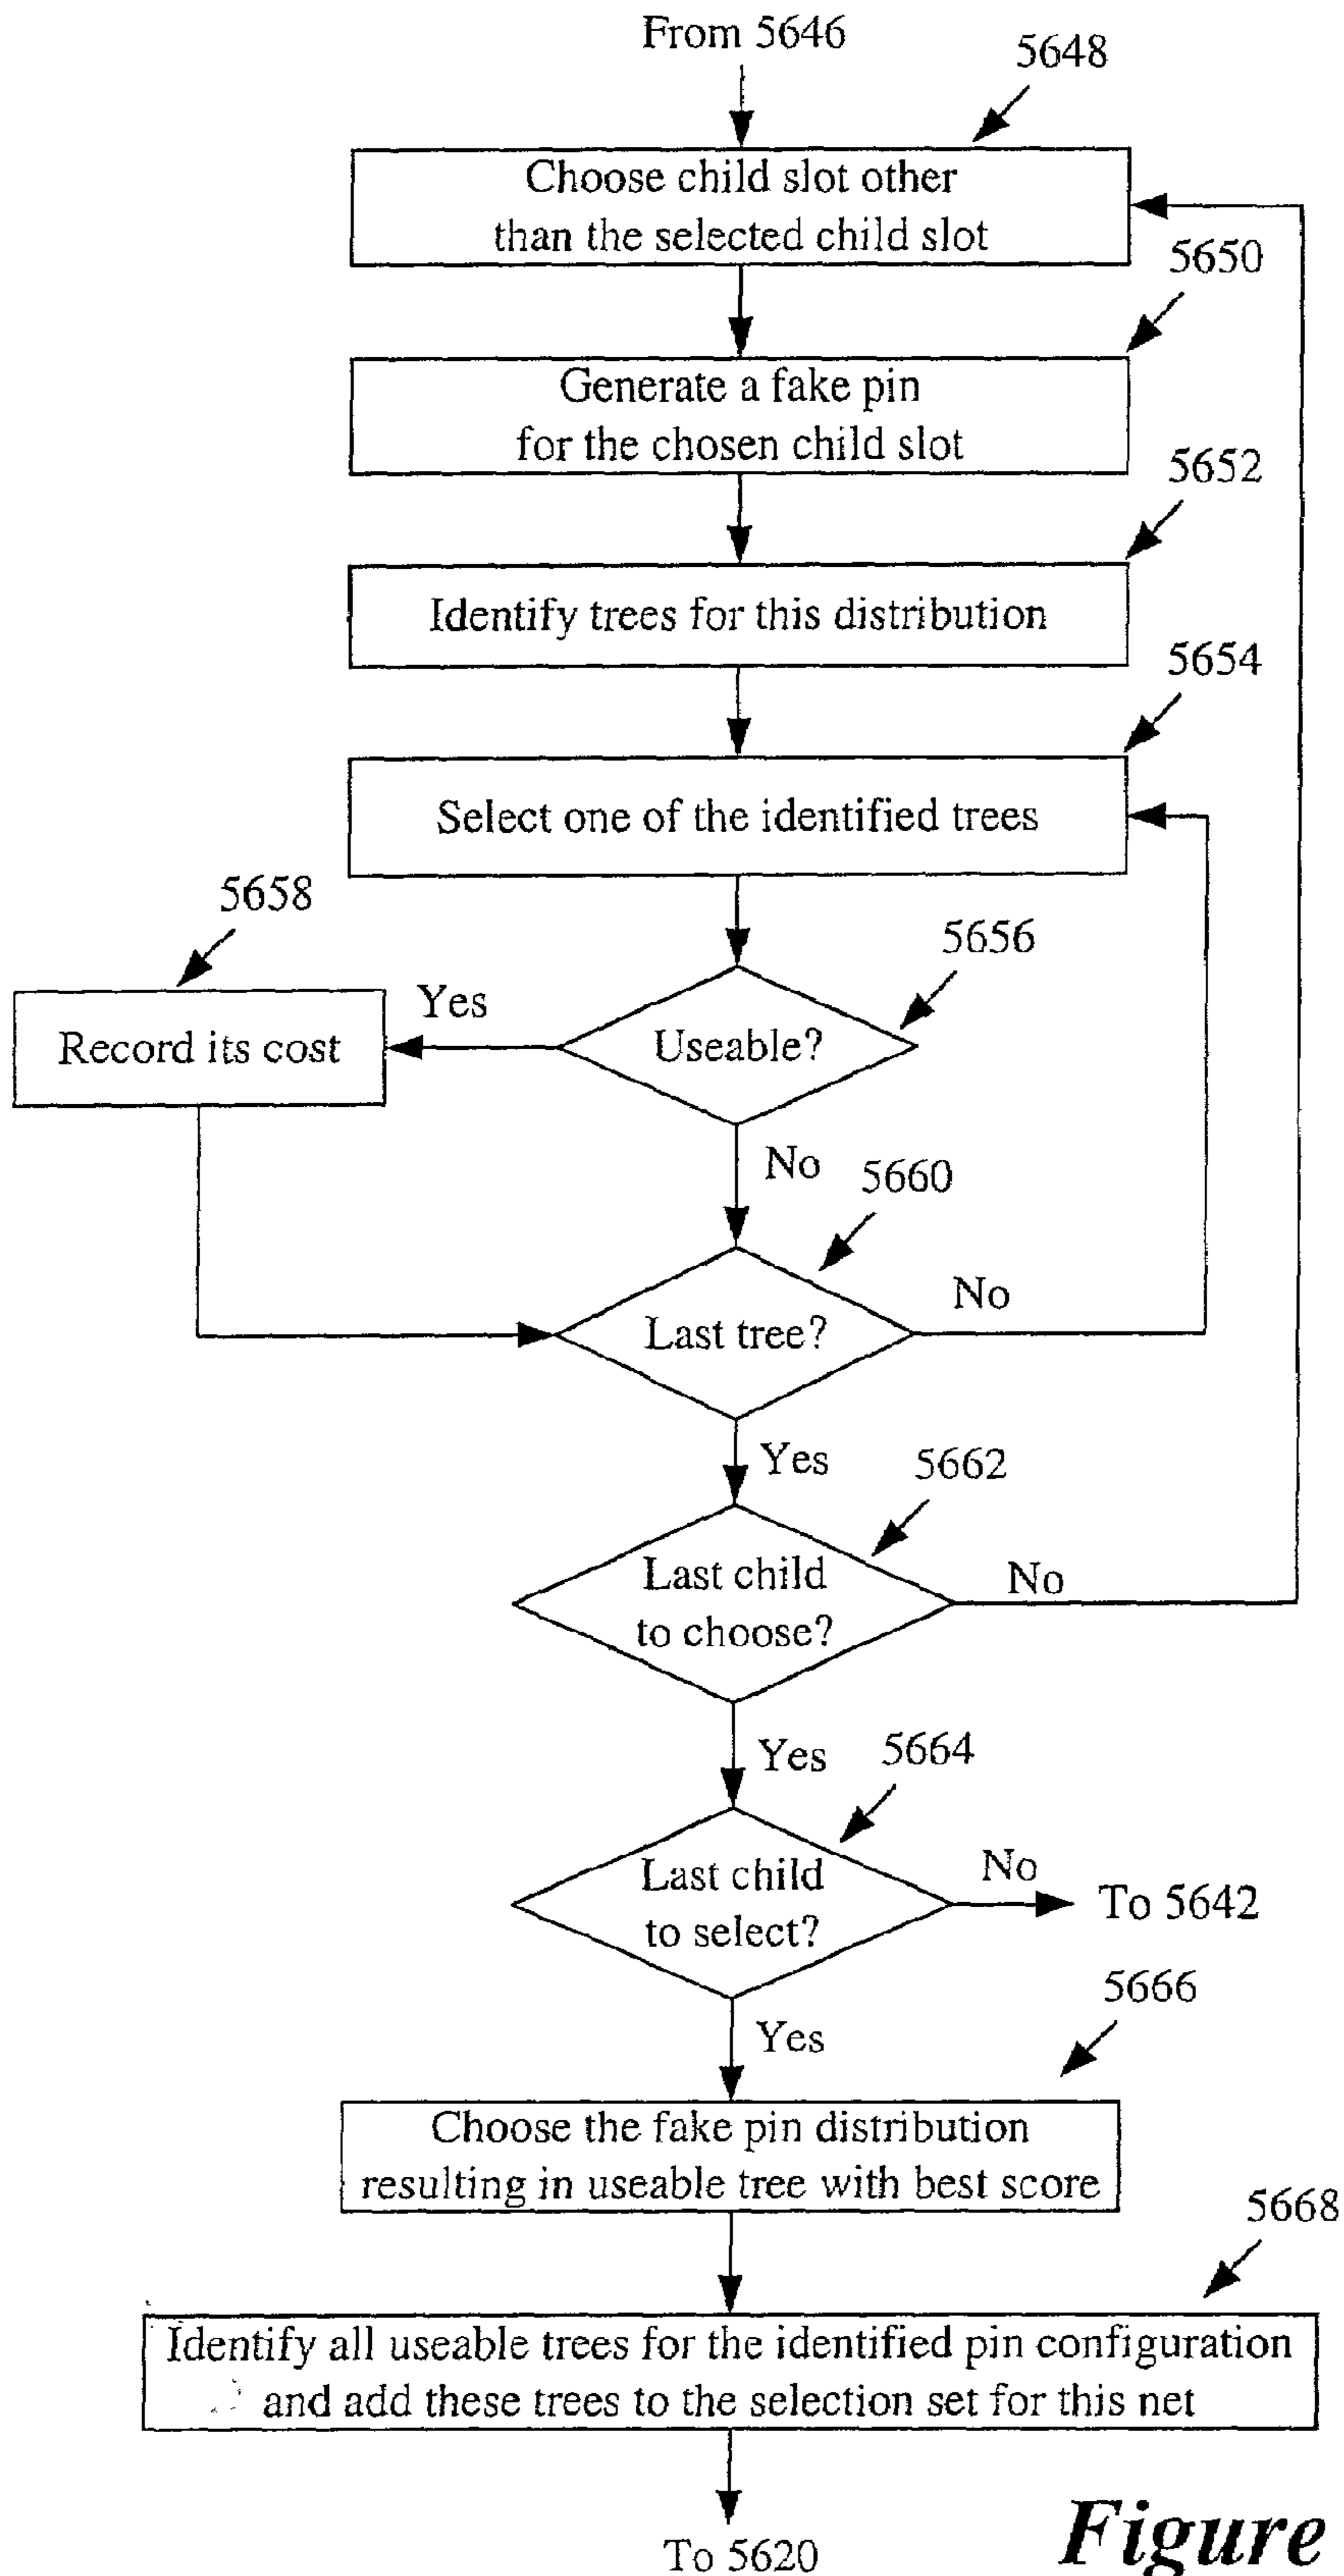 From 5646
5648
Choose child slot other
than the selected child slot
5650
Generate a fake pin
for the chosen child slot
5652
Identify trees for this distribution
5654
Select one of the identified trees
5658
5656
Yes
Record its cost
Useable?
No
5660
No
Last tree?
Yes
5662
Last child
to choose?
No
Yes
5664
Last child
to select?
No
To 5642
5666
Yes
Choose the fake pin distribution
resulting in useable tree with best score
5668
Identify all useable trees for the identified pin configuration
and add these trees to the selection set for this net
To 5620
Figure